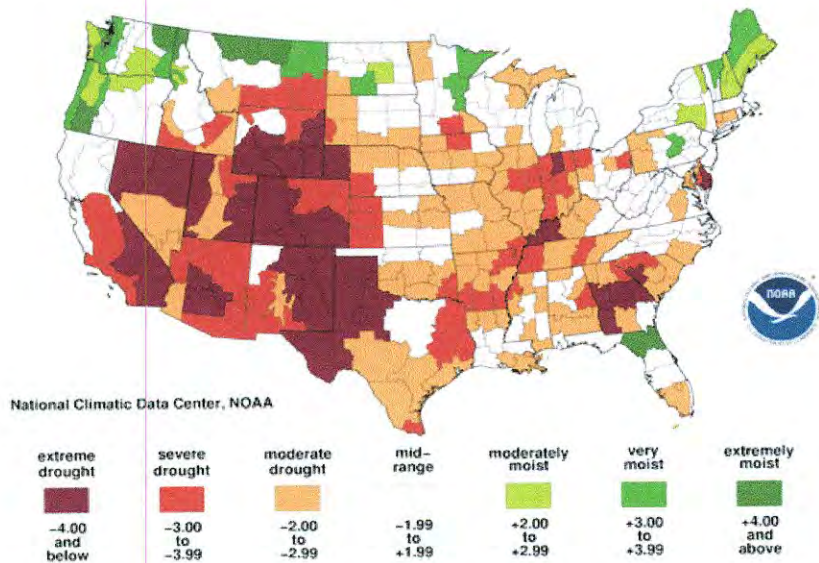 noaa
National Climatic Data Center, NOAA
extreme drought
severe drought
moderate drought
mid-range
moderately moist
very moist
extremely moist
-4.00 and below
-3.00 to -3.99
-2.00 to -2.99
-1.99 to +1.99
+2.00 to +2.99
+3.00 to +3.99
+4.00 and above